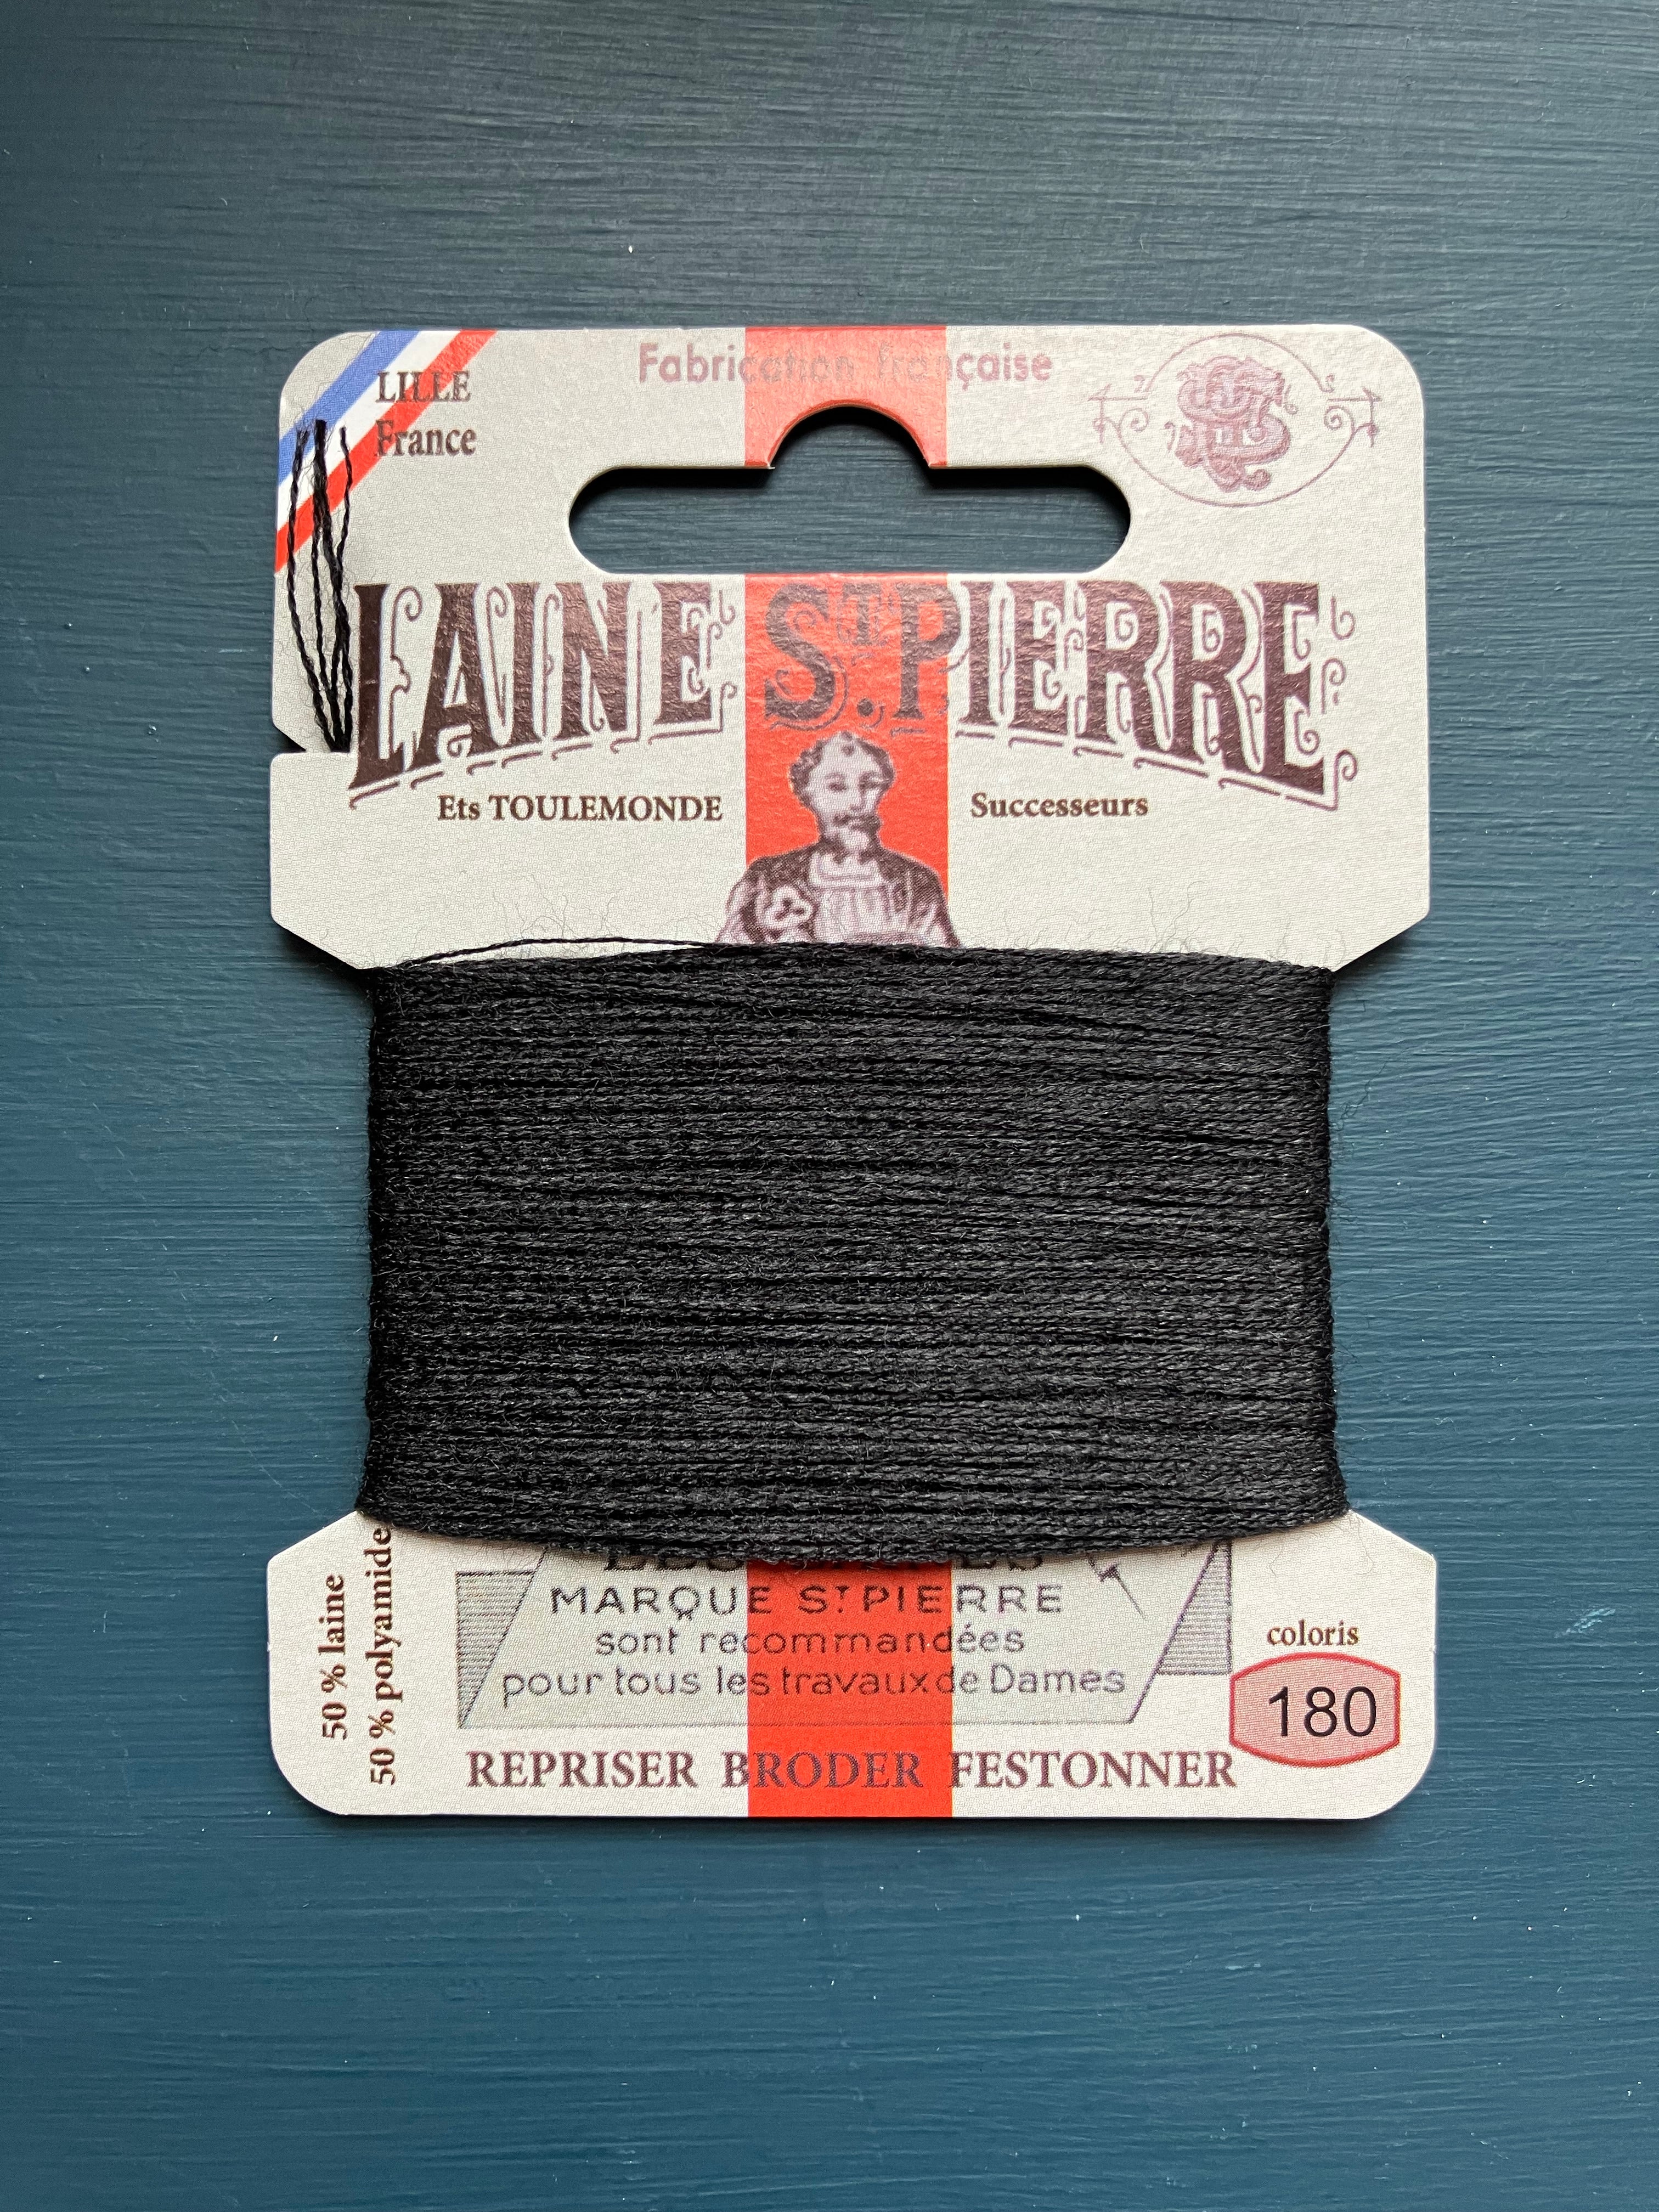 Fabrication française
LILLE
France
LAINE ST. PIERRE
Ets TOULEMONDE Successeurs
MARQUE ST PIERRE
sont recommandées
pour tous les travaux de Dames
REPRISER BRODER FESTONNER
50 % laine
50 % polyamide
coloris
180